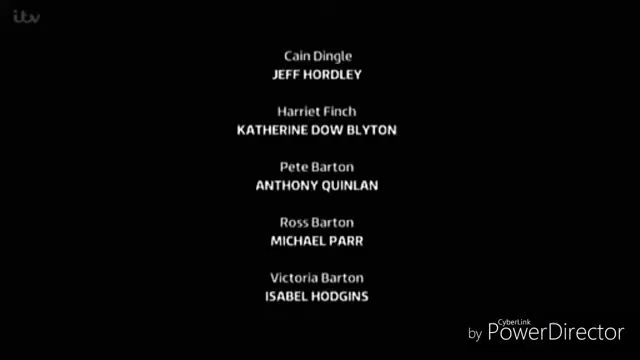 itv
Cain Dingle
JEFF HORDLEY
Harriet Finch
KATHERINE DOW BLYTON
Pete Barton
ANTHONY QUINLAN
Ross Barton
MICHAEL PARR
Victoria Barton
ISABEL HODGINS
CyberLink
by PowerDirector